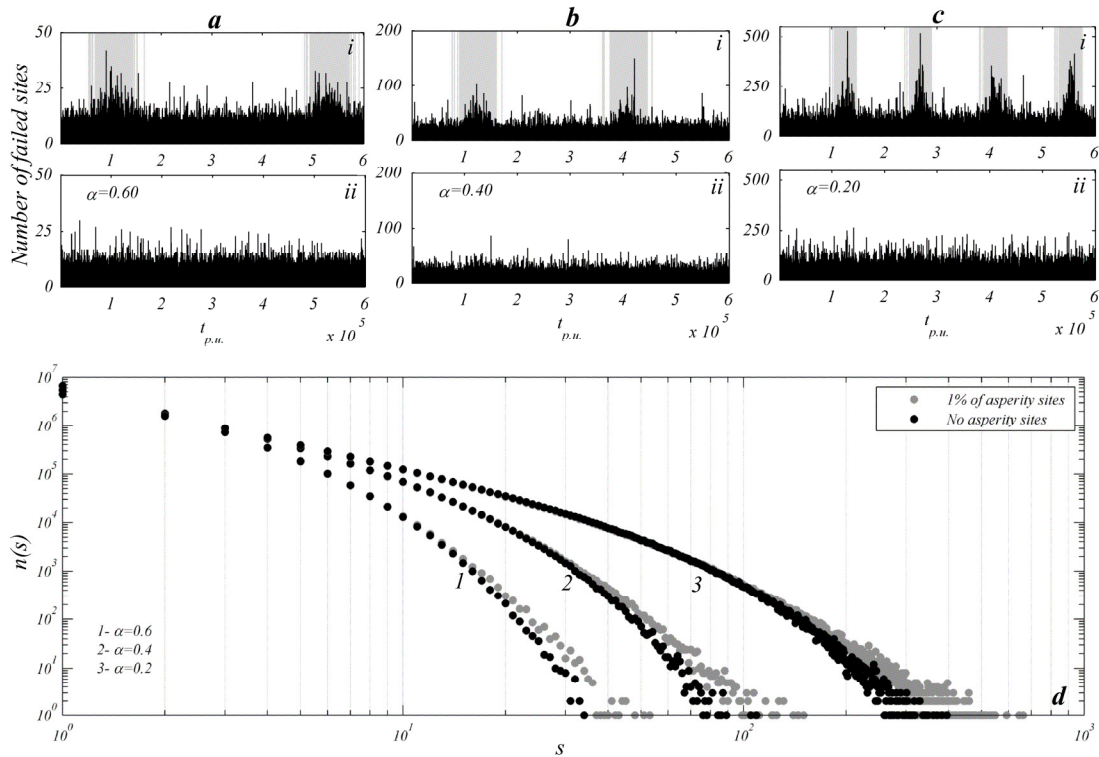 a
b
c
Number of failed sites
50
25
0
i
1 2 3 4 5 6
200
100
0
i
1 2 3 4 5 6
500
250
0
i
1 2 3 4 5 6
50
25
0
α=0.60
ii
1 2 3 4 5 6
x 10^5
t_p.u.
200
100
0
α=0.40
ii
1 2 3 4 5 6
x 10^5
t_p.u.
500
250
0
α=0.20
ii
1 2 3 4 5 6
x 10^5
t_p.u.
n(s)
10^7
10^6
10^5
10^4
10^3
10^2
10^1
10^0
1% of asperity sites
No asperity sites
1
2
3
1- α=0.6
2- α=0.4
3- α=0.2
d
10^0 10^1 10^2 10^3
s